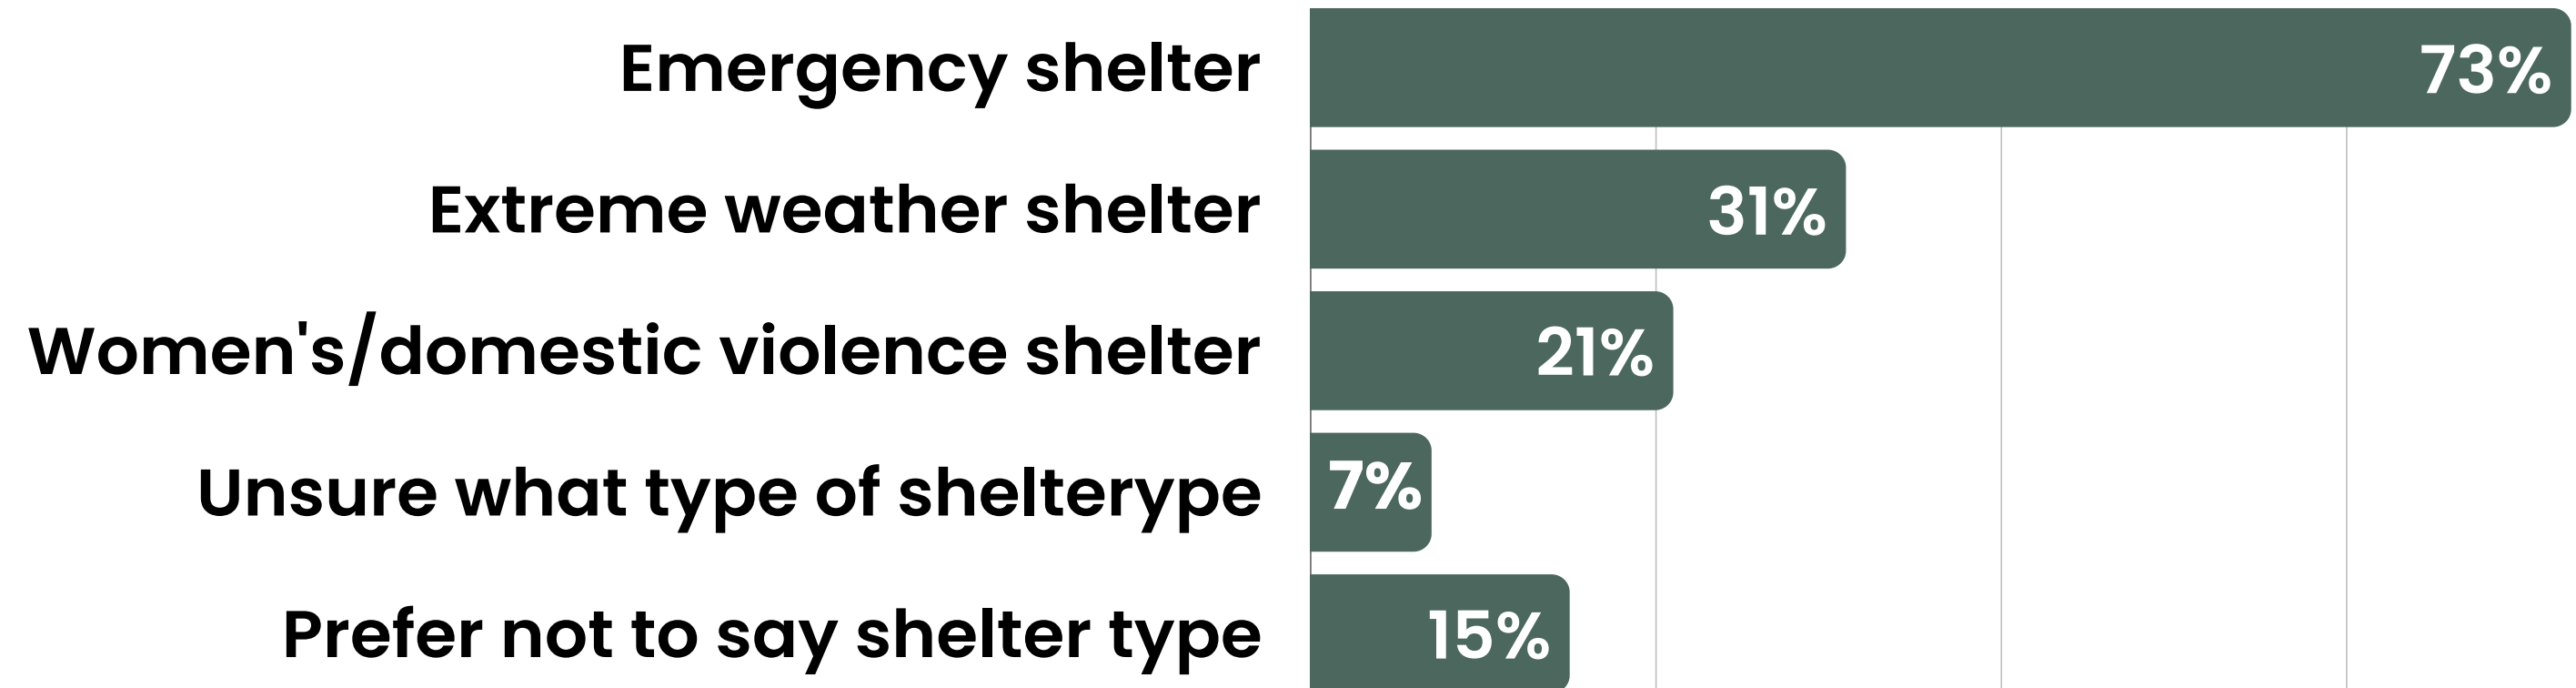 Emergency shelter 73%
Extreme weather shelter 31%
Women's/domestic violence shelter 21%
Unsure what type of shelterype 7%
Prefer not to say shelter type 15%